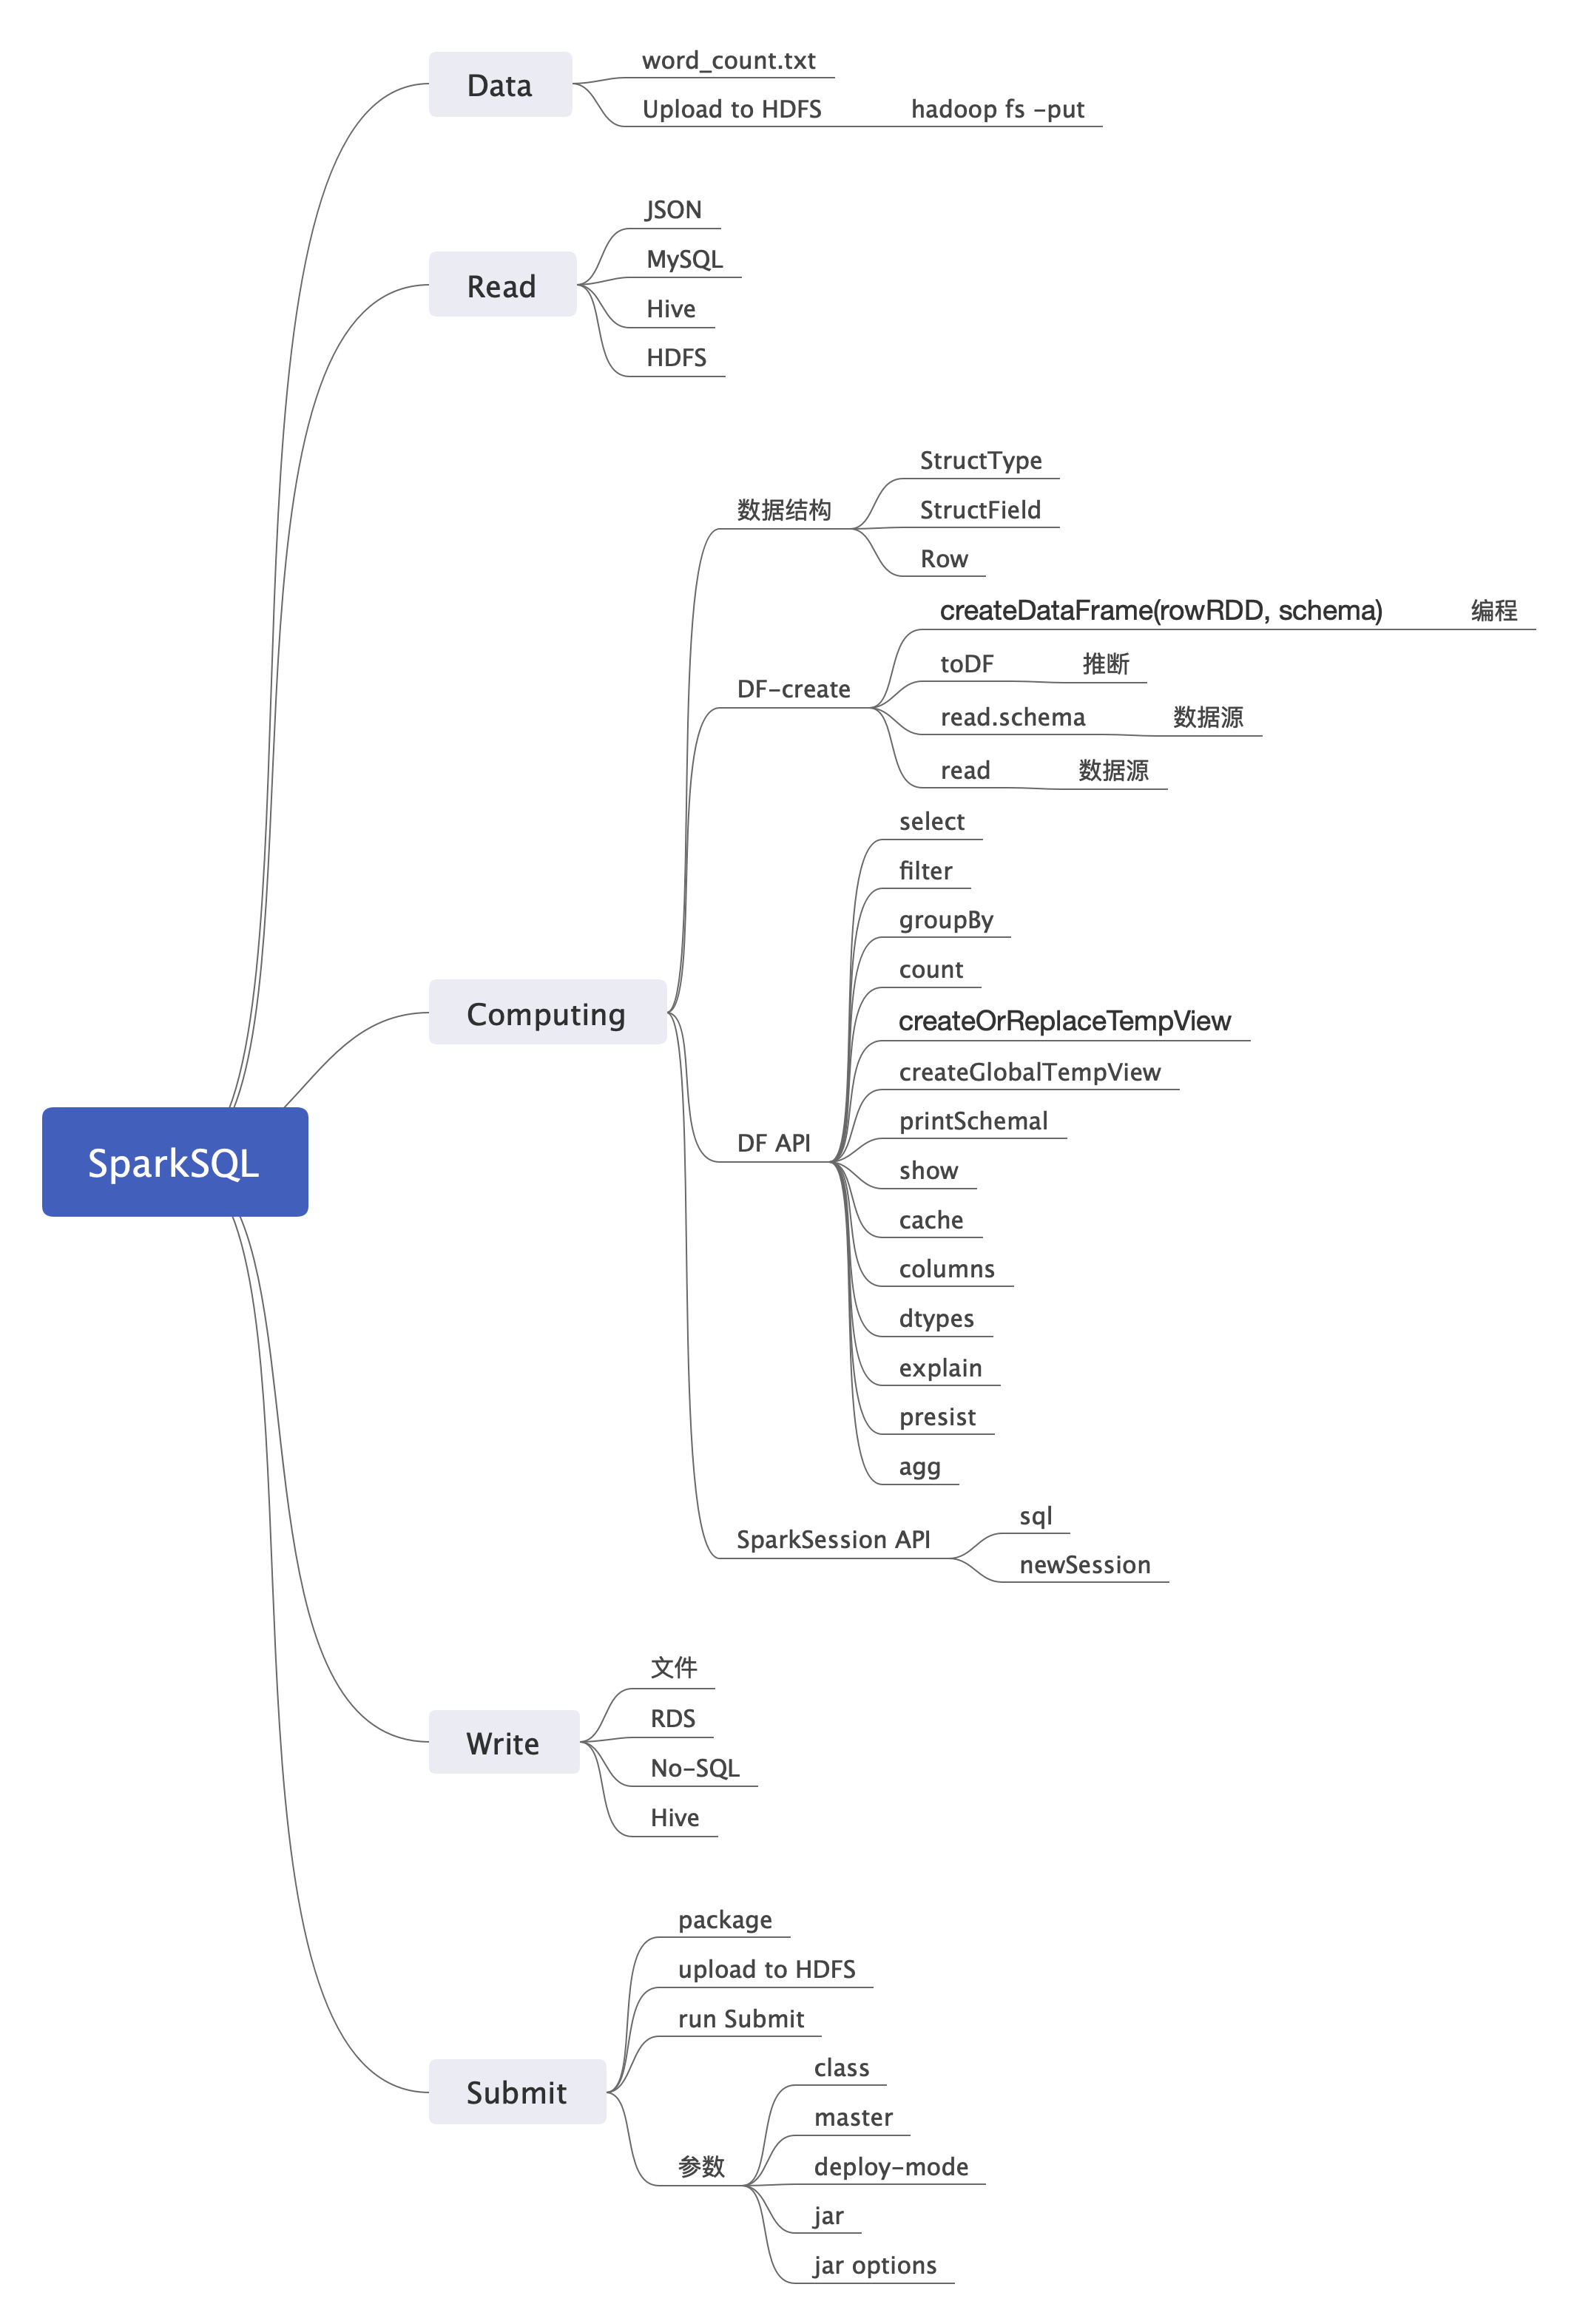 SparkSQL
Data
word_count.txt
Upload to HDFS hadoop fs -put
Read
JSON
MySQL
Hive
HDFS
Computing
数据结构
StructType
StructField
Row
DF-create
createDataFrame(rowRDD, schema) 编程
toDF 推断
read.schema 数据源
read 数据源
DF API
select
filter
groupBy
count
createOrReplaceTempView
createGlobalTempView
printSchemal
show
cache
columns
dtypes
explain
presist
agg
SparkSession API
sql
newSession
Write
文件
RDS
No-SQL
Hive
Submit
package
upload to HDFS
run Submit
参数
class
master
deploy-mode
jar
jar options